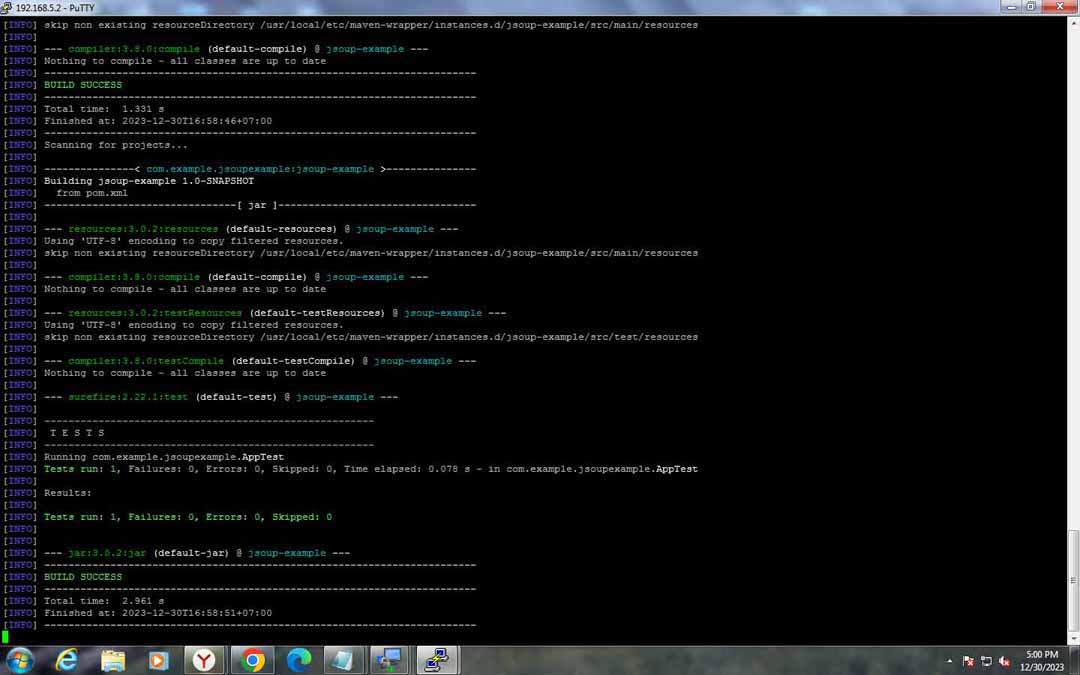 192.168.5.2 - PuTTY
[INFO] skip non existing resourceDirectory /usr/local/etc/maven-wrapper/instances.d/jsoup-example/src/main/resources
[INFO]
[INFO] --- compiler:3.8.0:compile (default-compile) @ jsoup-example ---
[INFO] Nothing to compile - all classes are up to date
[INFO] ------------------------------------------------------------------------
[INFO] BUILD SUCCESS
[INFO] ------------------------------------------------------------------------
[INFO] Total time:  1.331 s
[INFO] Finished at: 2023-12-30T16:58:46+07:00
[INFO] ------------------------------------------------------------------------
[INFO] Scanning for projects...
[INFO]
[INFO] ---------------< com.example.jsoupexample:jsoup-example >---------------
[INFO] Building jsoup-example 1.0-SNAPSHOT
[INFO]   from pom.xml
[INFO] --------------------------------[ jar ]---------------------------------
[INFO]
[INFO] --- resources:3.0.2:resources (default-resources) @ jsoup-example ---
[INFO] Using 'UTF-8' encoding to copy filtered resources.
[INFO] skip non existing resourceDirectory /usr/local/etc/maven-wrapper/instances.d/jsoup-example/src/main/resources
[INFO]
[INFO] --- compiler:3.8.0:compile (default-compile) @ jsoup-example ---
[INFO] Nothing to compile - all classes are up to date
[INFO]
[INFO] --- resources:3.0.2:testResources (default-testResources) @ jsoup-example ---
[INFO] Using 'UTF-8' encoding to copy filtered resources.
[INFO] skip non existing resourceDirectory /usr/local/etc/maven-wrapper/instances.d/jsoup-example/src/test/resources
[INFO]
[INFO] --- compiler:3.8.0:testCompile (default-testCompile) @ jsoup-example ---
[INFO] Nothing to compile - all classes are up to date
[INFO]
[INFO] --- surefire:2.22.1:test (default-test) @ jsoup-example ---
[INFO]
[INFO] -------------------------------------------------------
[INFO]  T E S T S
[INFO] -------------------------------------------------------
[INFO] Running com.example.jsoupexample.AppTest
[INFO] Tests run: 1, Failures: 0, Errors: 0, Skipped: 0, Time elapsed: 0.078 s - in com.example.jsoupexample.AppTest
[INFO]
[INFO] Results:
[INFO]
[INFO] Tests run: 1, Failures: 0, Errors: 0, Skipped: 0
[INFO]
[INFO]
[INFO] --- jar:3.0.2:jar (default-jar) @ jsoup-example ---
[INFO] ------------------------------------------------------------------------
[INFO] BUILD SUCCESS
[INFO] ------------------------------------------------------------------------
[INFO] Total time:  2.961 s
[INFO] Finished at: 2023-12-30T16:58:51+07:00
[INFO] ------------------------------------------------------------------------
5:00 PM
12/30/2023